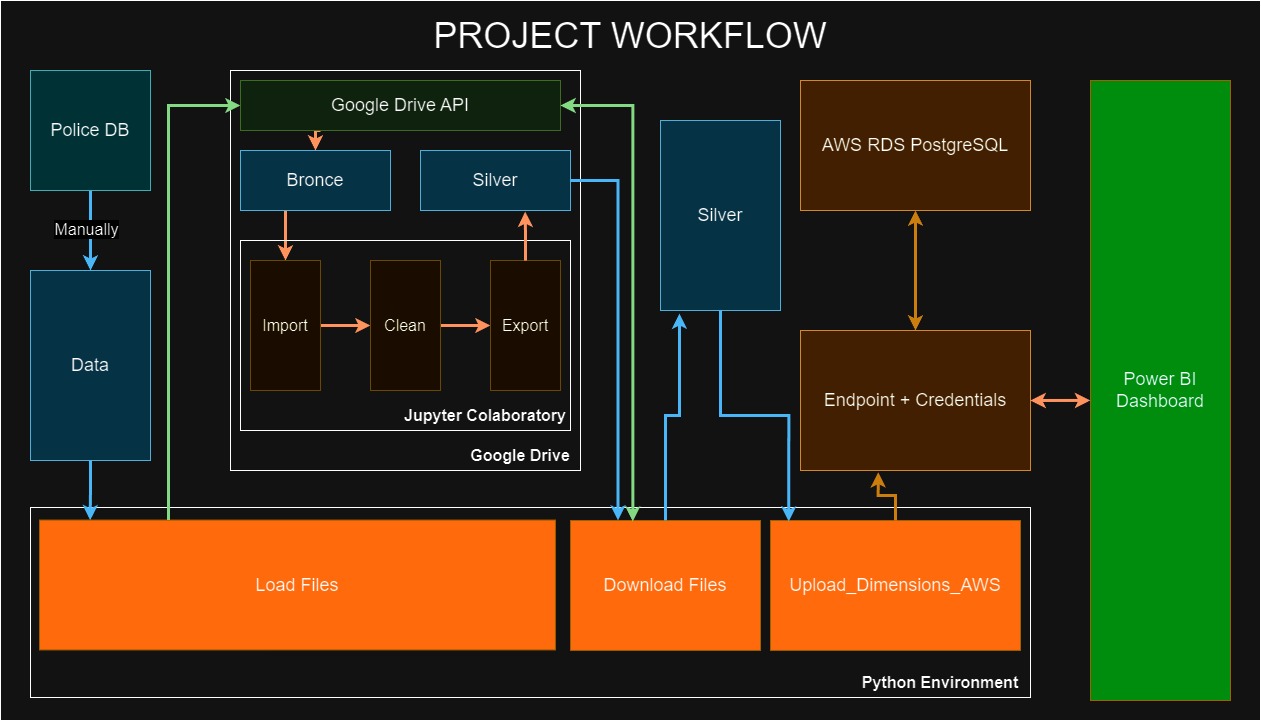 PROJECT WORKFLOW
Police DB
Manually
Data
Google Drive API
Bronce
Silver
Import
Clean
Export
Jupyter Colaboratory
Google Drive
Silver
AWS RDS PostgreSQL
Endpoint + Credentials
Power BI
Dashboard
Load Files
Download Files
Upload_Dimensions_AWS
Python Environment